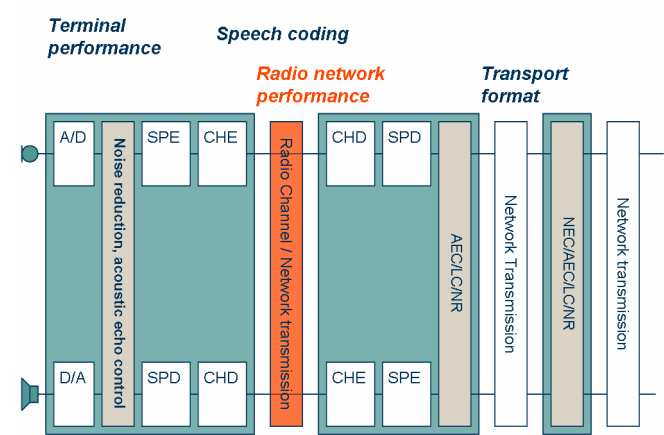 Terminal
performance
Speech coding
Radio network
performance
Transport
format
A/D
Noise reduction, acoustic echo control
SPE
CHE
Radio Channel / Network transmission
CHD
SPD
AEC/LC/NR
Network Transmission
NEC/AEC/LC/NR
Network transmission
D/A
SPD
CHD
CHE
SPE